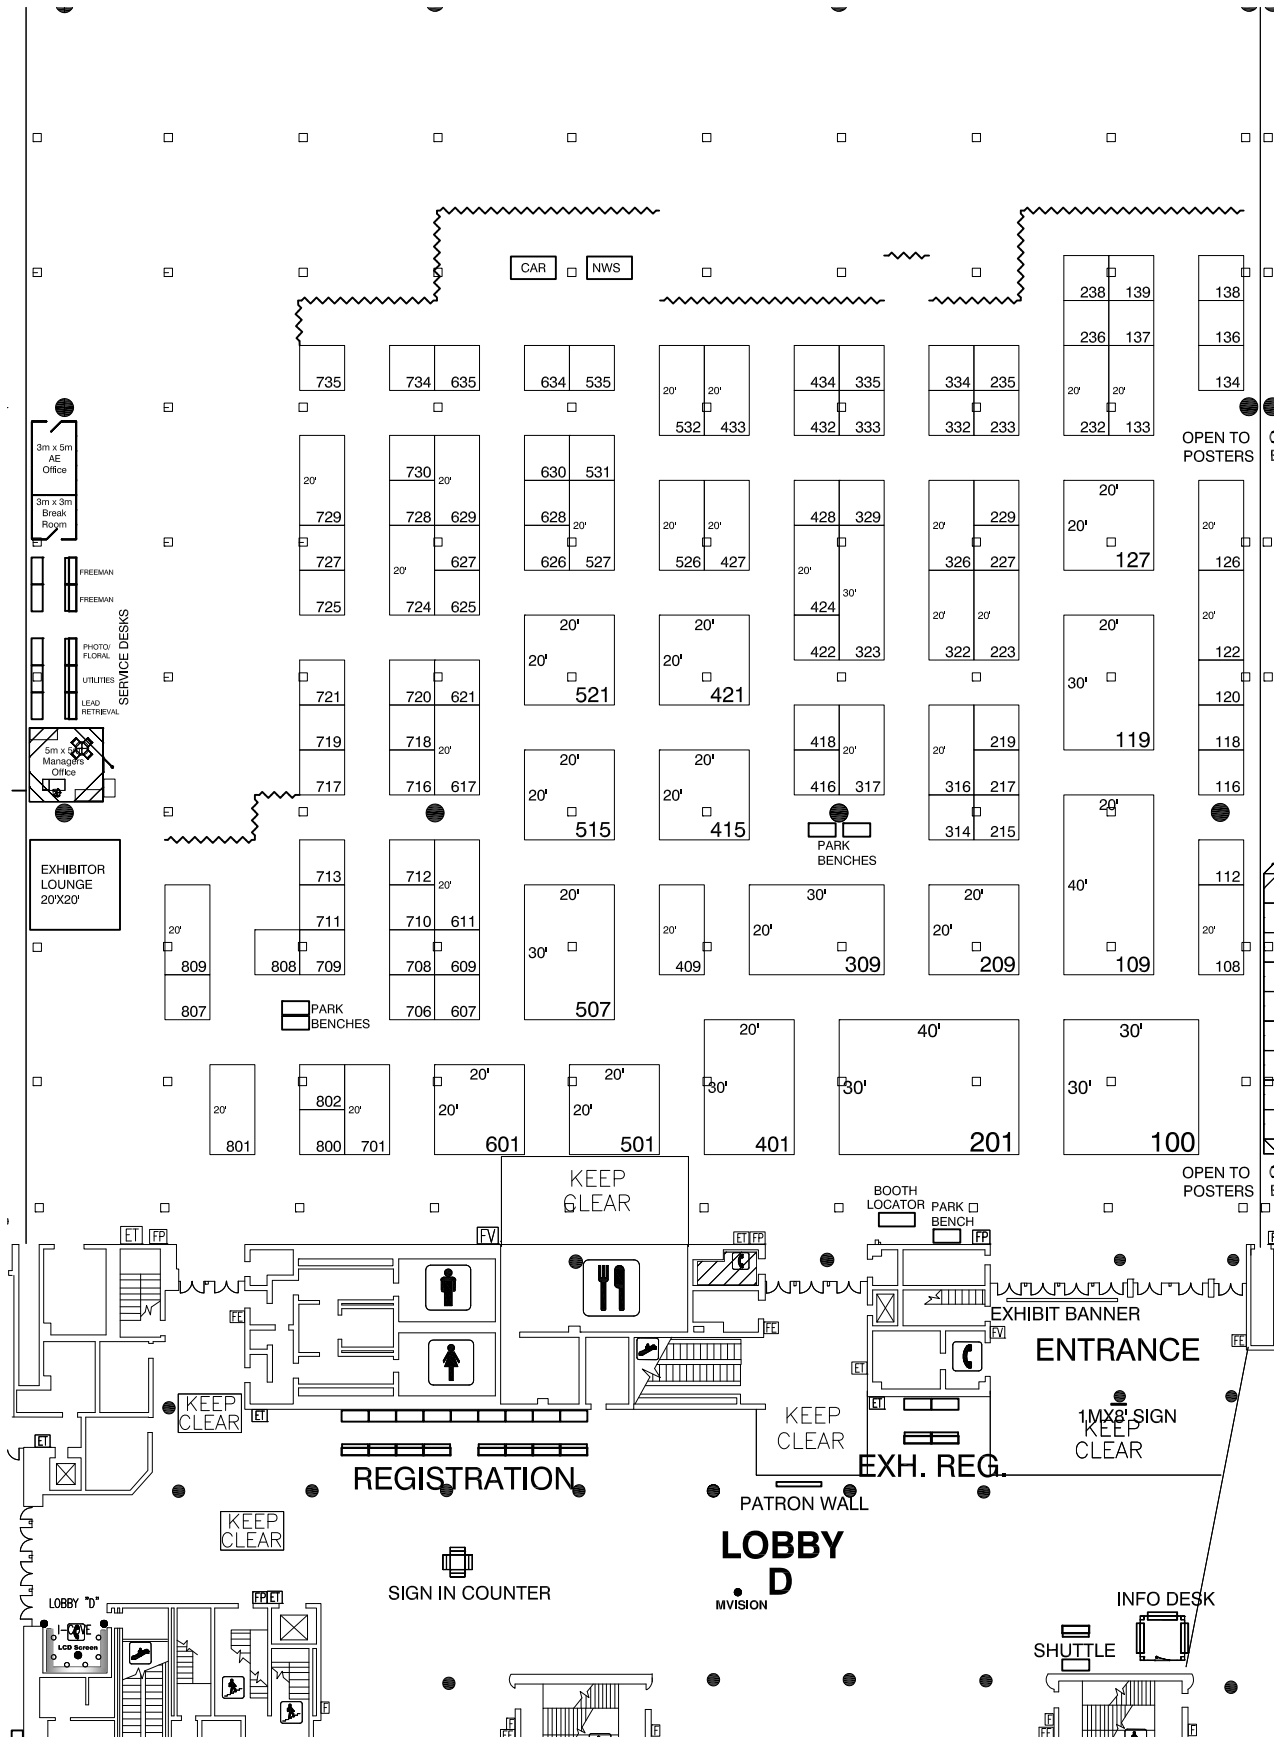 CAR NWS
238 139 138
236 137 136
735 734 635 634 535 434 335 334 235 134
20' 20' 20' 20'
532 433 432 333 332 233 232 133
OPEN TO
POSTERS
3m x 5m
AE
Office
730 630 531
20' 20'
3m x 3m
Break
Room
20' 20'
729 728 629 628 428 329 229
20' 20' 20' 20' 20' 20'
727 627 626 527 526 427 326 227 127 126
FREEMAN
20' 20' 30'
FREEMAN
725 724 625 424
SERVICE DESKS
20' 20' 20' 20' 20' 20'
PHOTO/
FLORAL
422 323 322 223 122
20' 20' 30'
UTILITIES
721 720 621 521 421 120
LEAD
RETRIEVAL
719 718 418 219 119 118
5m x 5m
Managers
Office
20' 20' 20' 20'
717 716 617 416 317 316 217 116
20' 20' 20'
515 415 314 215
PARK
BENCHES
EXHIBITOR
LOUNGE
20'X20'
713 712 112
20' 40'
20' 30' 20'
711 710 611
20' 30' 20' 20' 20' 20'
809 808 709 708 609 409 309 209 109 108
807 706 607 507
PARK
BENCHES
20' 40' 30'
20' 20'
30' 30' 30'
802
20' 20' 20' 20'
801 800 701 601 501 401 201 100
KEEP
CLEAR
OPEN TO
POSTERS
BOOTH
LOCATOR
PARK
BENCH
ET FP FV ET FP FP
EXHIBIT BANNER
FE FE FV FE
ENTRANCE
ET
KEEP
CLEAR
ET ET
1MX8' SIGN
KEEP
CLEAR
KEEP
CLEAR
ET
REGISTRATION
EXH. REG.
PATRON WALL
KEEP
CLEAR
LOBBY
D
SIGN IN COUNTER
MVISION
FP ET
LOBBY "D"
LCD Screen
INFO DESK
SHUTTLE